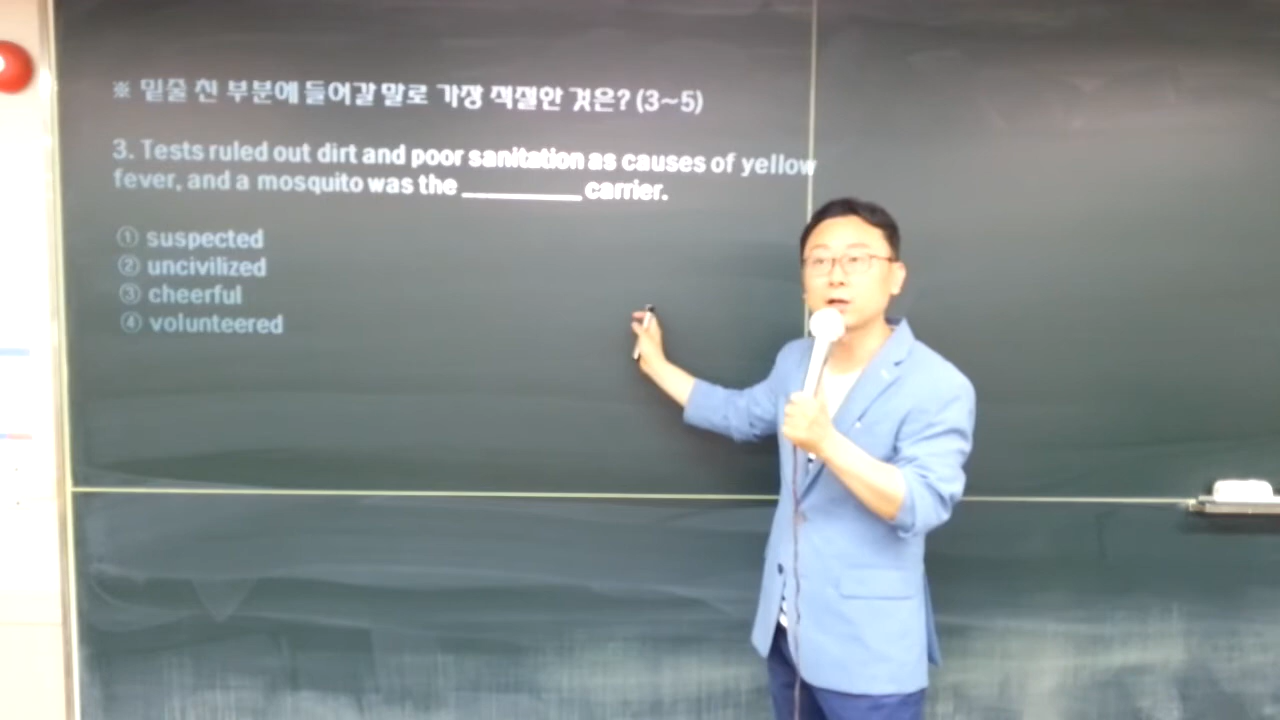 ※ 밑줄 친 부분에 들어갈 말로 가장 적절한 것은? (3~5)
3. Tests ruled out dirt and poor sanitation as causes of yellow
fever, and a mosquito was the __________ carrier.
① suspected
② uncivilized
③ cheerful
④ volunteered